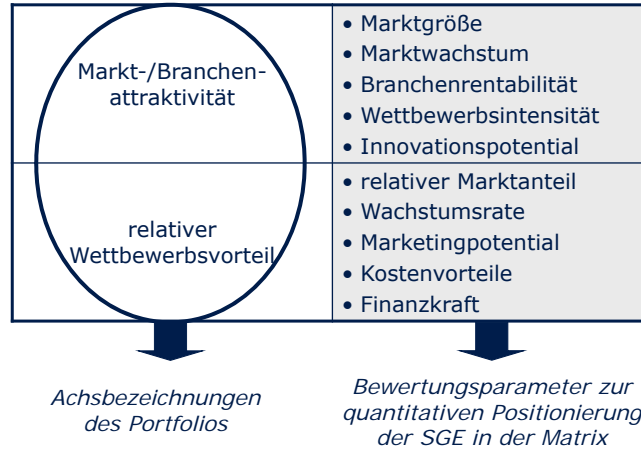 Markt-/Branchen-
attraktivität
• Marktgröße
• Marktwachstum
• Branchenrentabilität
• Wettbewerbsintensität
• Innovationspotential
relativer
Wettbewerbsvorteil
• relativer Marktanteil
• Wachstumsrate
• Marketingpotential
• Kostenvorteile
• Finanzkraft
Achsbezeichnungen
des Portfolios
Bewertungsparameter zur
quantitativen Positionierung
der SGE in der Matrix